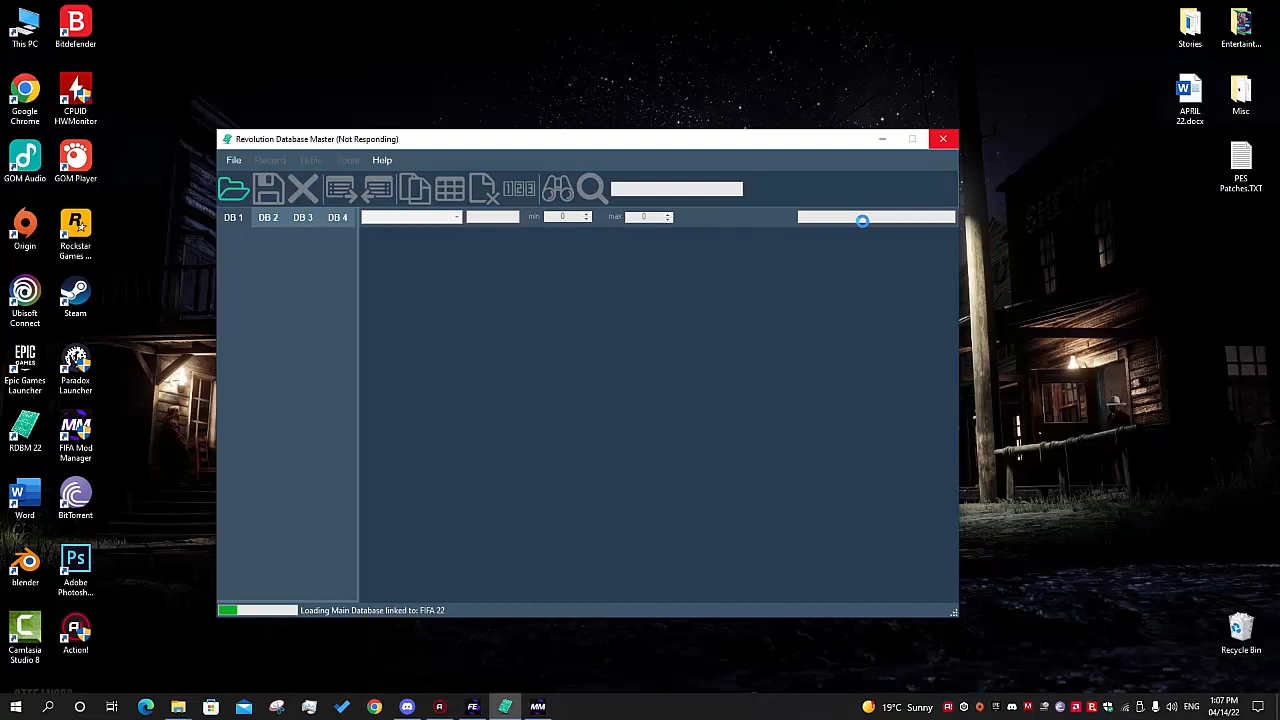 This PC
Bitdefender
Google Chrome
CPUID HWMonitor
GOM Audio
GOM Player
Origin
Rockstar Games ...
Ubisoft Connect
Steam
Epic Games Launcher
Paradox Launcher
RDBM 22
FIFA Mod Manager
Word
BitTorrent
blender
Adobe Photosh...
Camtasia Studio 8
Action!
Stories
Entertaint...
APRIL 22.docx
Misc
PES Patches.TXT
Recycle Bin
Revolution Database Master (Not Responding)
File Record Table Tools Help
DB 1 DB 2 DB 3 DB 4 min 0 max 0
Loading Main Database linked to: FIFA 22
19°C Sunny
ENG
1:07 PM
04/14/22